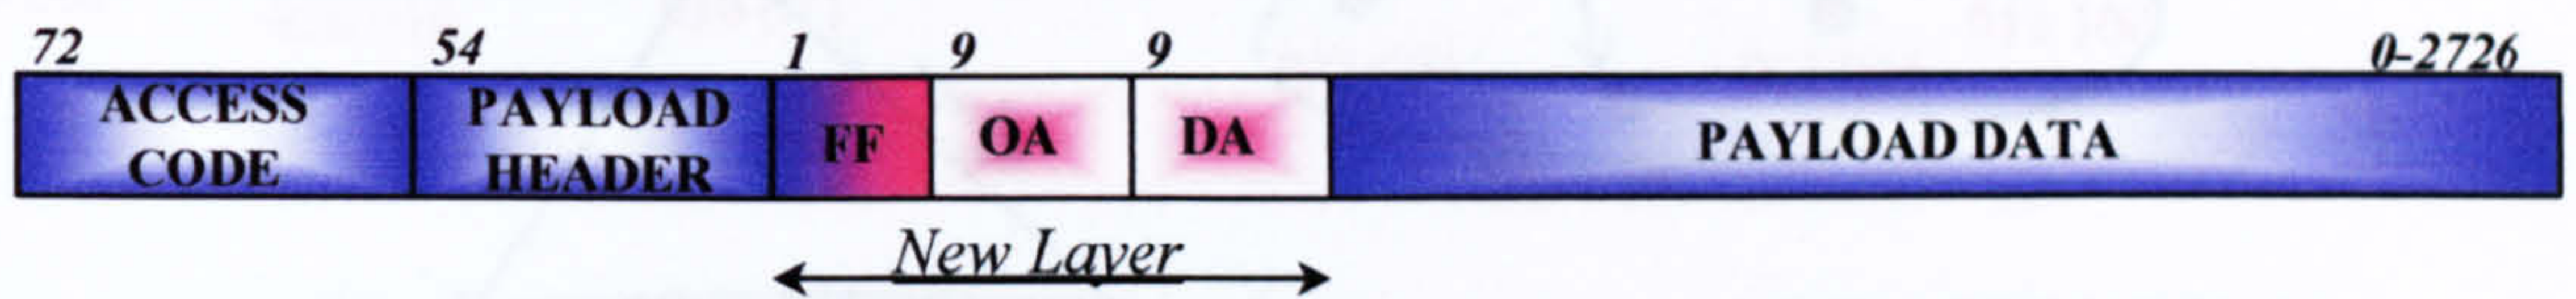 72 54 1 9 9 0-2726
ACCESS CODE
PAYLOAD HEADER
FF
OA
DA
PAYLOAD DATA
New Layer